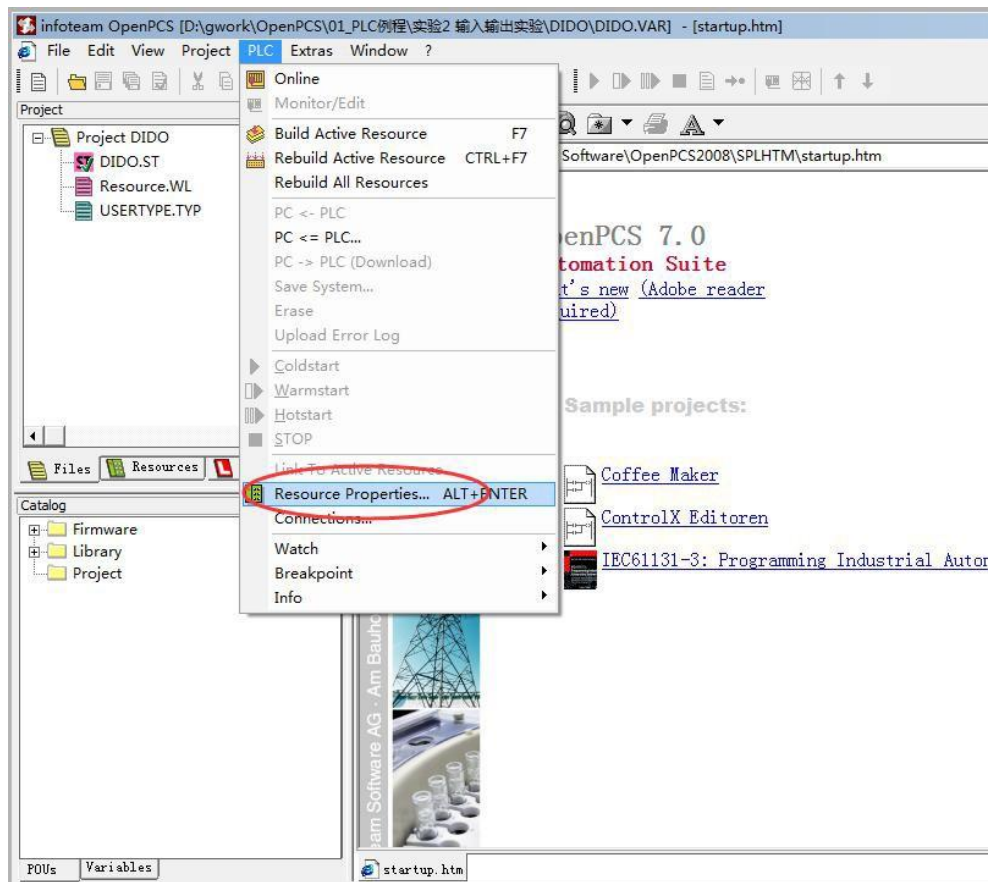 infoteam OpenPCS [D:\gwork\OpenPCS\01_PLC例程\实验2 输入输出实验\DIDO\DIDO.VAR] - [startup.htm]
File Edit View Project PLC Extras Window ?
Project
Project DIDO
DIDO.ST
Resource.WL
USERTYPE.TYP
Files Resources
Catalog
Firmware
Library
Project
POUs Variables
Online
Monitor/Edit
Build Active Resource F7
Rebuild Active Resource CTRL+F7
Rebuild All Resources
PC <- PLC
PC <= PLC...
PC -> PLC (Download)
Save System...
Erase
Upload Error Log
Coldstart
Warmstart
Hotstart
STOP
Link To Active Resource
Resource Properties... ALT+ENTER
Connections...
Watch
Breakpoint
Info
Software\OpenPCS2008\SPLHTM\startup.htm
enPCS 7.0
tomation Suite
t's new (Adobe reader
uired)
Sample projects:
Coffee Maker
ControlX Editoren
IEC61131-3: Programming Industrial Autor
eam Software AG · Am Bauho
startup.htm